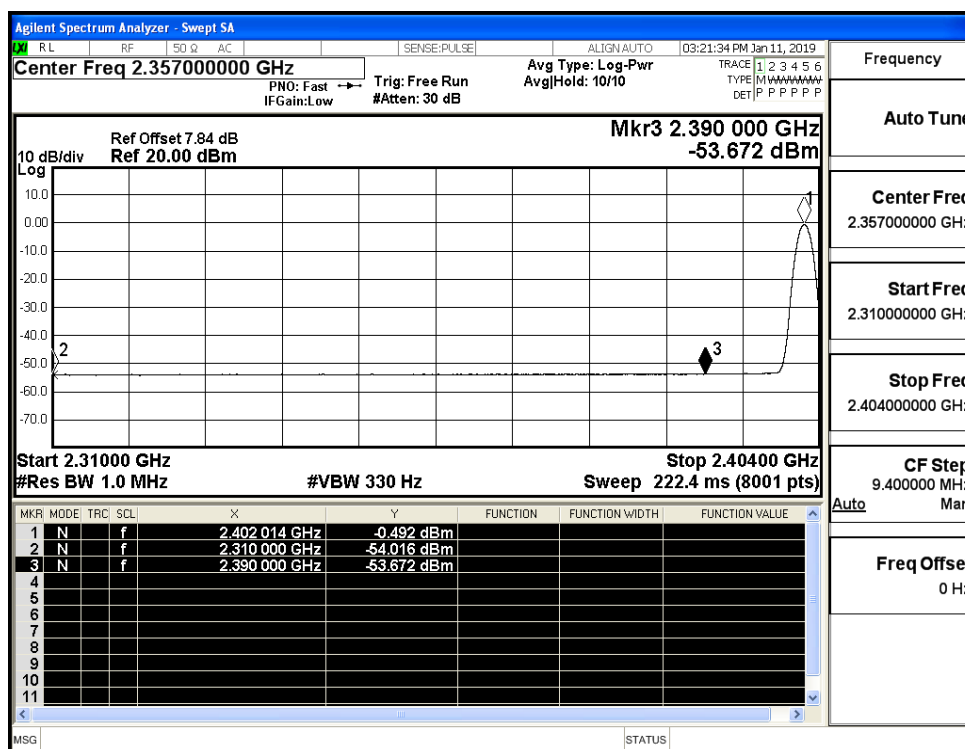 Agilent Spectrum Analyzer - Swept SA
LXI RL RF 50 Ω AC SENSE:PULSE ALIGN AUTO 03:21:34 PM Jan 11, 2019
Center Freq 2.357000000 GHz
PNO: Fast
IFGain:Low
Trig: Free Run
#Atten: 30 dB
Avg Type: Log-Pwr
Avg|Hold: 10/10
TRACE 1 2 3 4 5 6
TYPE M WWWWW
DET P P P P P P
Mkr3 2.390 000 GHz
-53.672 dBm
Ref Offset 7.84 dB
10 dB/div Ref 20.00 dBm
Log
10.0
0.00
-10.0
-20.0
-30.0
-40.0
-50.0
-60.0
-70.0
1
2
3
Start 2.31000 GHz Stop 2.40400 GHz
#Res BW 1.0 MHz #VBW 330 Hz Sweep 222.4 ms (8001 pts)
MKR MODE TRC SCL X Y FUNCTION FUNCTION WIDTH FUNCTION VALUE
1 N f 2.402 014 GHz -0.492 dBm
2 N f 2.310 000 GHz -54.016 dBm
3 N f 2.390 000 GHz -53.672 dBm
4
5
6
7
8
9
10
11
MSG STATUS
Frequency
Auto Tune
Center Freq
2.357000000 GHz
Start Freq
2.310000000 GHz
Stop Freq
2.404000000 GHz
CF Step
9.400000 MHz
Auto Man
Freq Offset
0 Hz